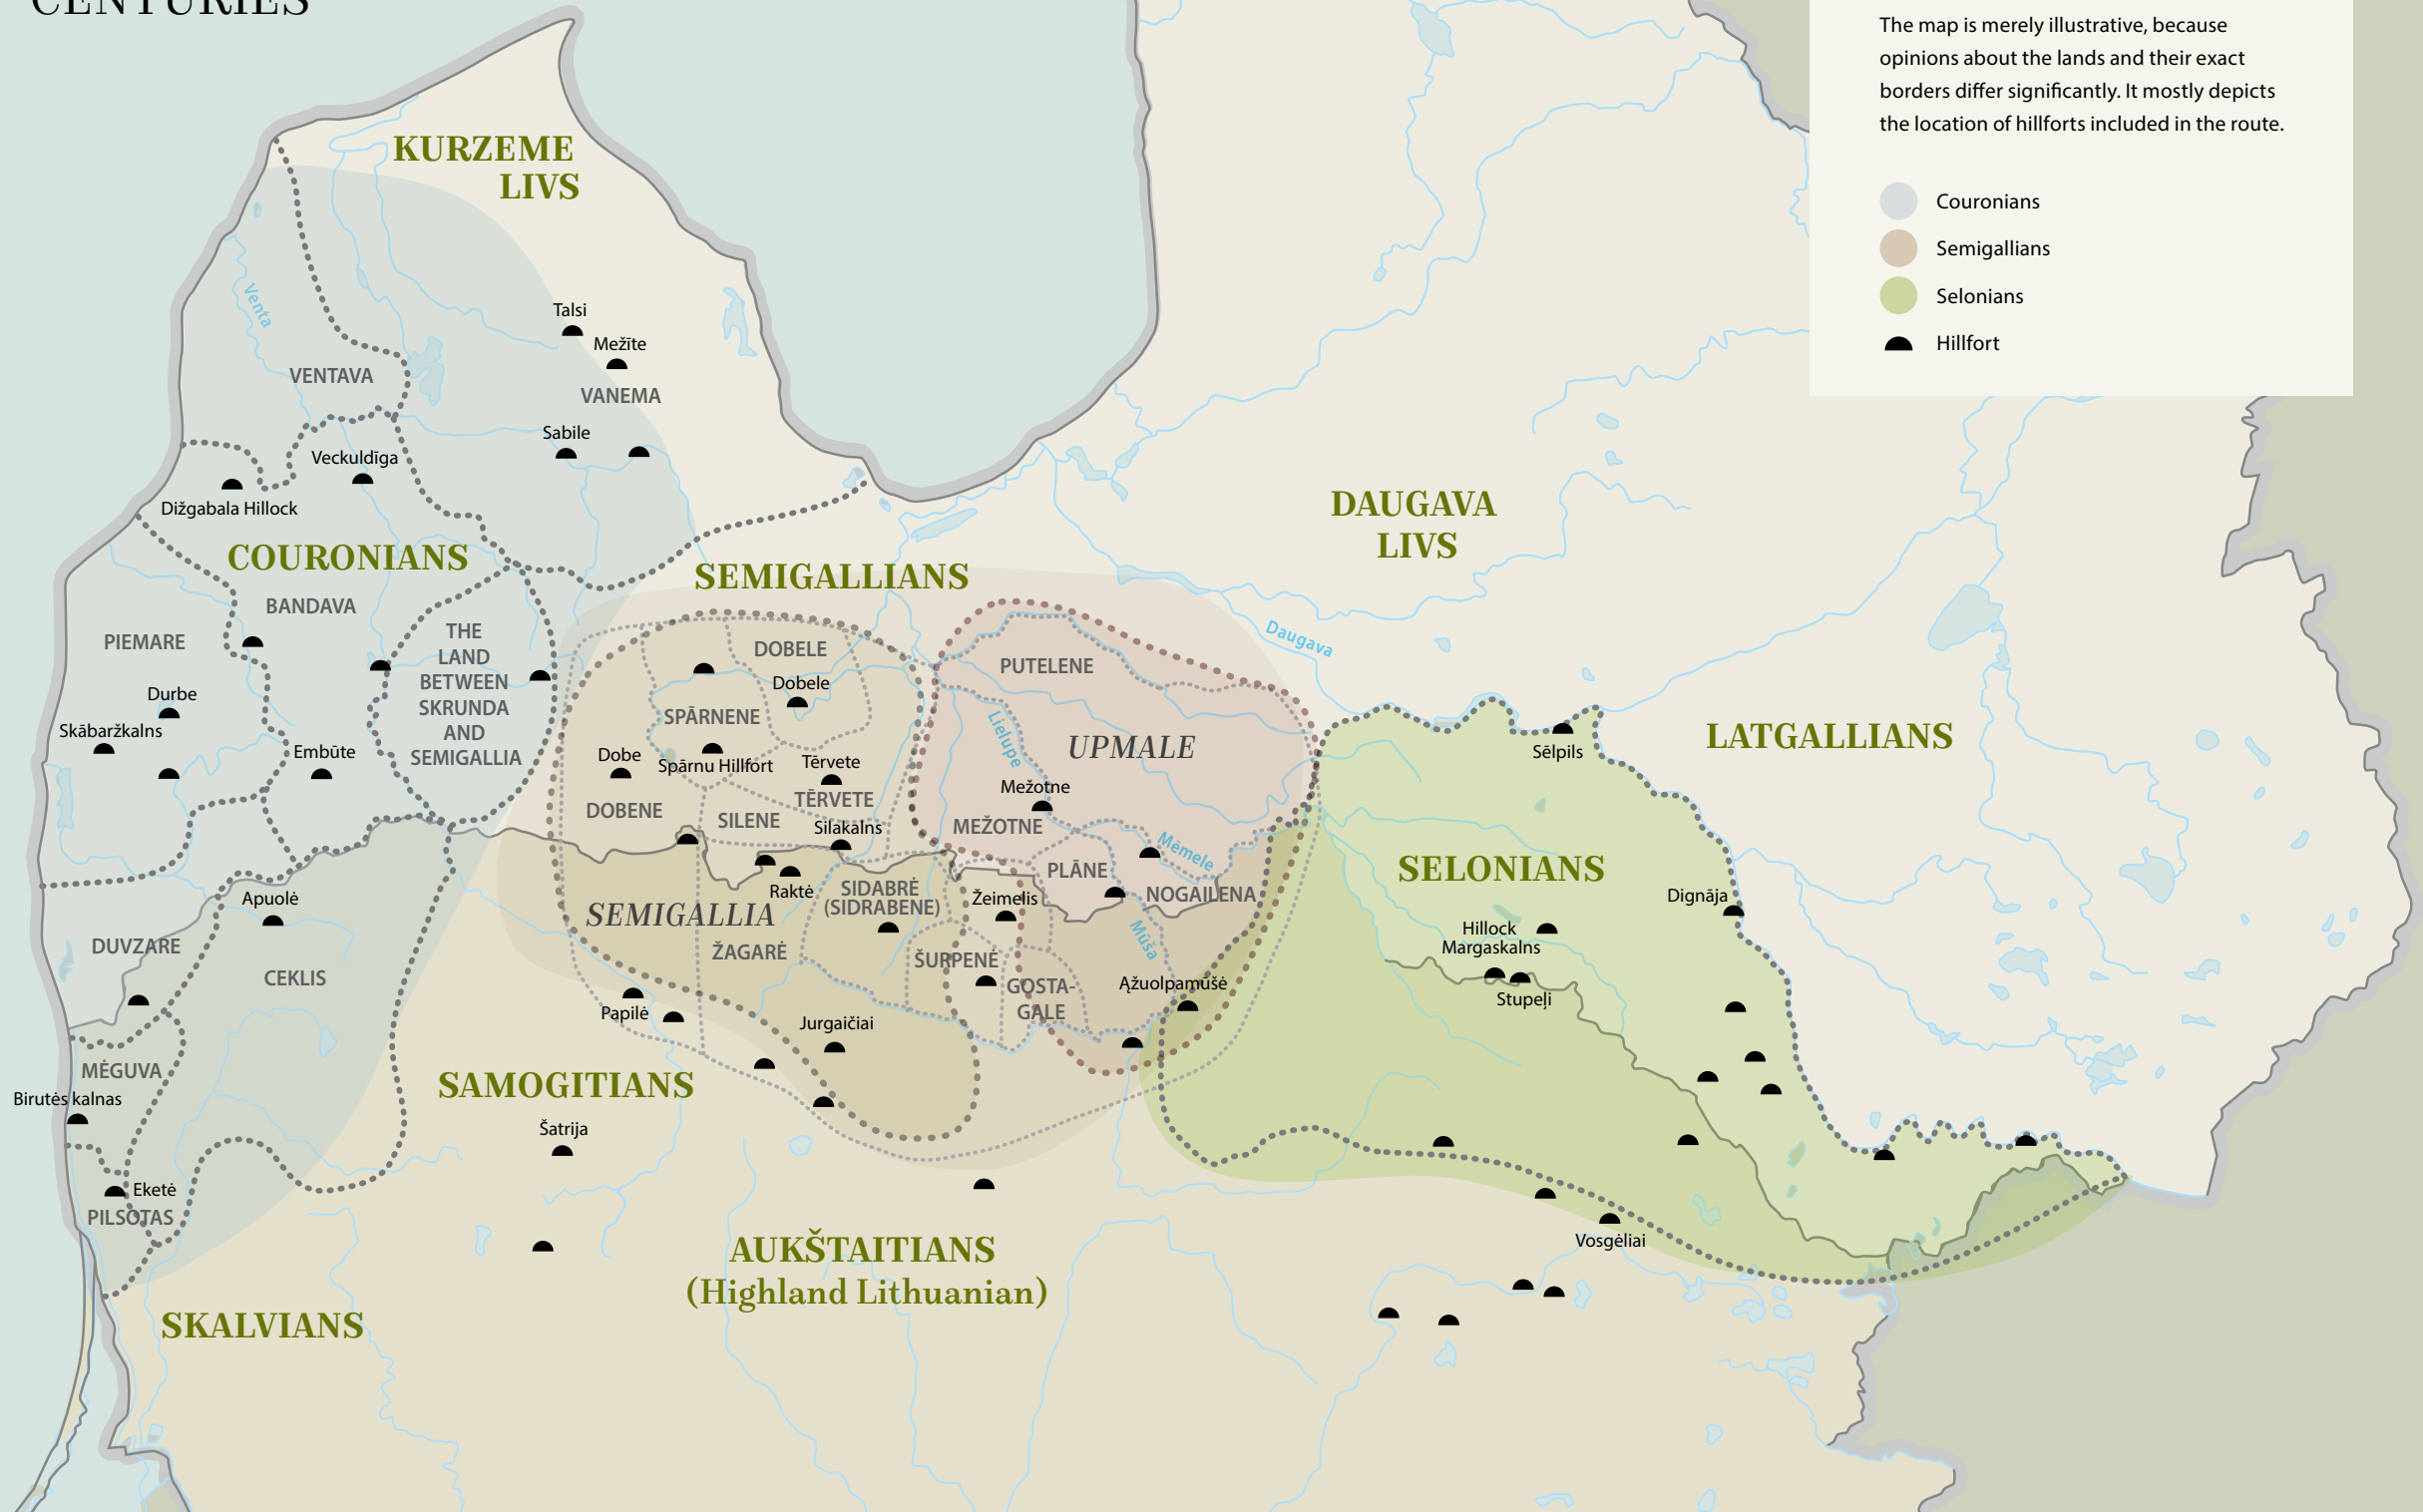 CENTURIES
The map is merely illustrative, because
opinions about the lands and their exact
borders differ significantly. It mostly depicts
the location of hillforts included in the route.
Couronians
Semigallians
Selonians
Hillfort
KURZEME
LIVS
Venta
Talsi
Mežīte
VENTAVA
VANEMA
Sabile
Veckuldīga
Dižgabala Hillock
COURONIANS
BANDAVA
PIEMARE
THE
LAND
BETWEEN
SKRUNDA
AND
SEMIGALLIA
Durbe
Skābaržkalns
Embūte
DAUGAVA
LIVS
SEMIGALLIANS
Daugava
DOBELE
Dobele
SPĀRNENE
Spārnu Hillfort
Dobe
DOBENE
Tērvete
TĒRVETE
SILENE
Silakalns
PUTELENE
Lielupe
UPMALE
Mežotne
MEŽOTNE
Mēmele
PLĀNE
NOGAILENA
Raktė
SIDABRĖ
(SIDRABENE)
Žeimelis
SEMIGALLIA
ŽAGARĖ
ŠURPENĖ
GOSTA-
GALE
Mūša
Ąžuolpamūšė
Papilė
Jurgaičiai
Sēlpils
LATGALLIANS
SELONIANS
Dignāja
Hillock
Margaskalns
Stupeļi
Vosgėliai
Apuolė
DUVZARE
CEKLIS
MĖGUVA
Birutės kalnas
Eketė
PILSOTAS
SAMOGITIANS
Šatrija
AUKŠTAITIANS
(Highland Lithuanian)
SKALVIANS